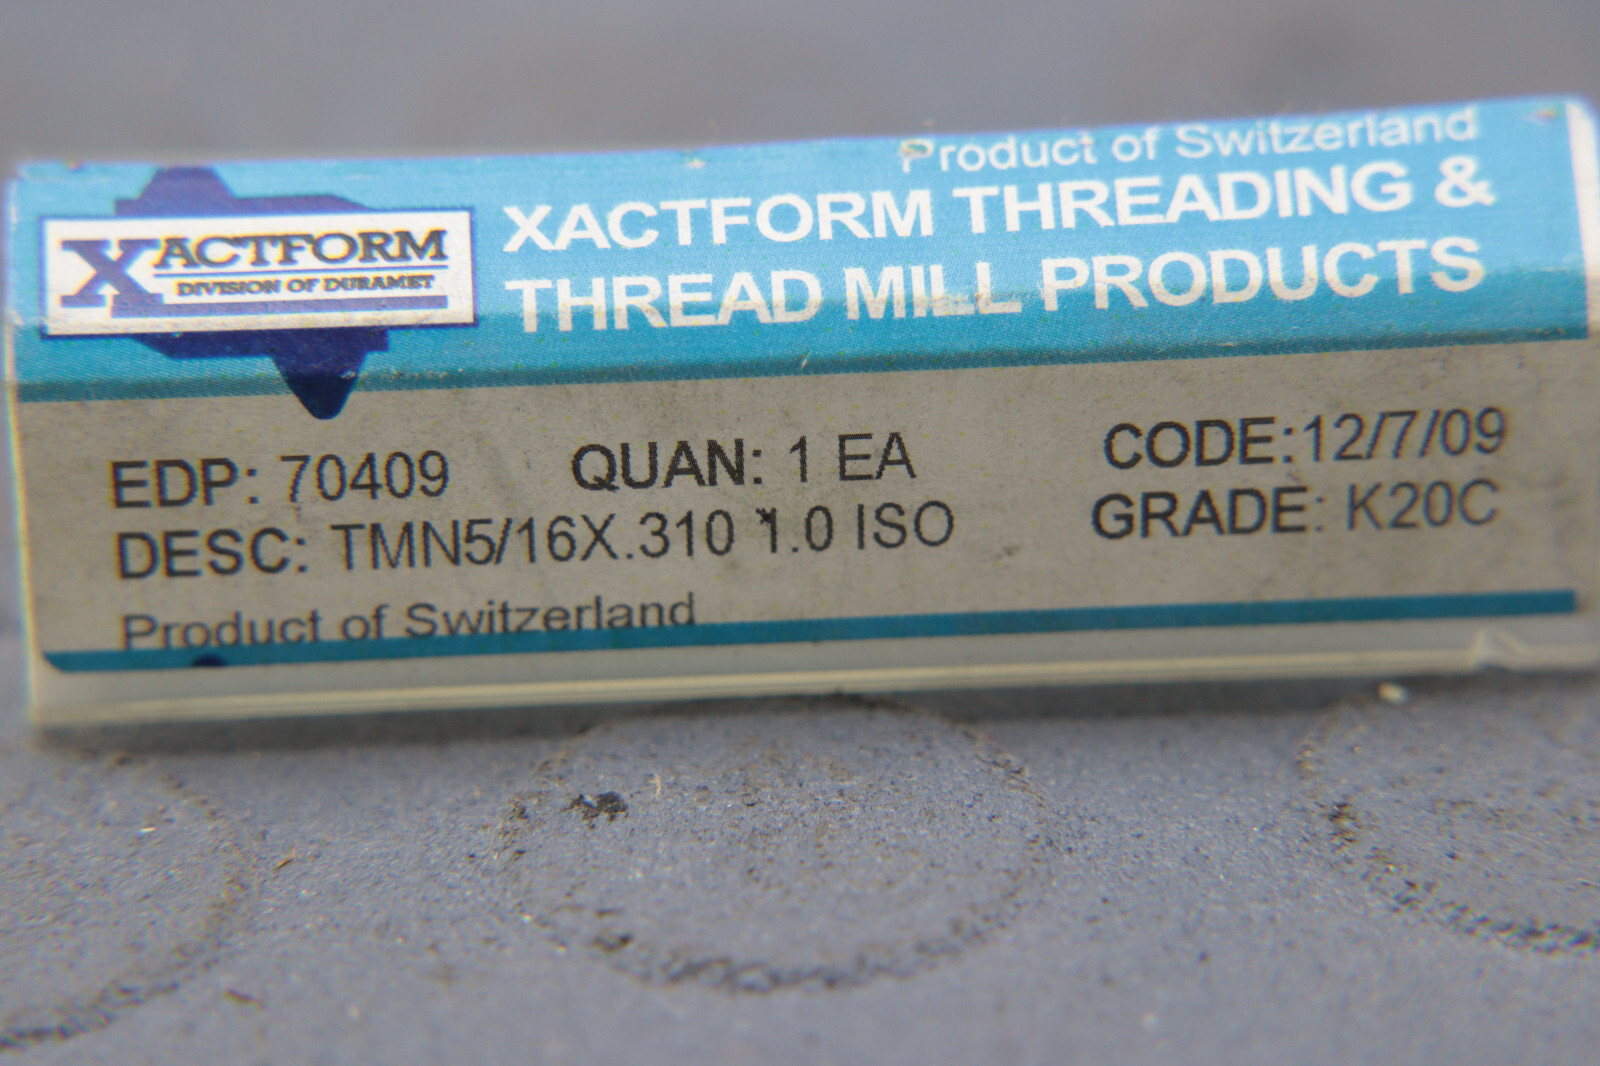 Product of Switzerland
XACTFORM
DIVISION OF DURAMET
XACTFORM THREADING &
THREAD MILL PRODUCTS
EDP: 70409 QUAN: 1 EA CODE:12/7/09
DESC: TMN5/16X.310 1.0 ISO GRADE: K20C
Product of Switzerland